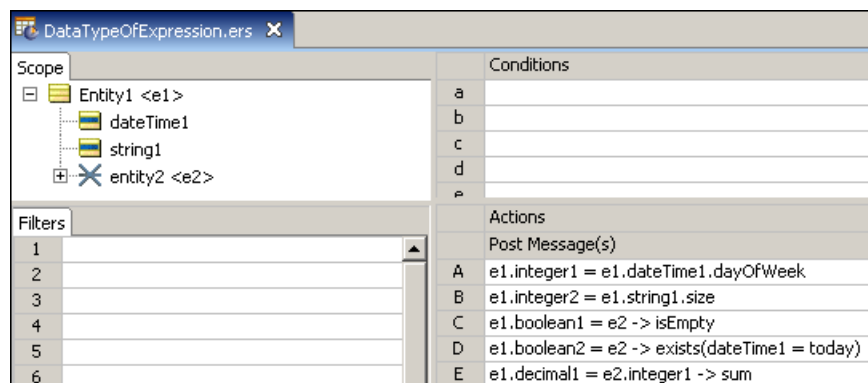 DataTypeOfExpression.ers
Scope
Entity1 <e1>
dateTime1
string1
entity2 <e2>
Conditions
a
b
c
d
e
Filters
1
2
3
4
5
6
Actions
Post Message(s)
A e1.integer1 = e1.dateTime1.dayOfWeek
B e1.integer2 = e1.string1.size
C e1.boolean1 = e2 -> isEmpty
D e1.boolean2 = e2 -> exists(dateTime1 = today)
E e1.decimal1 = e2.integer1 -> sum